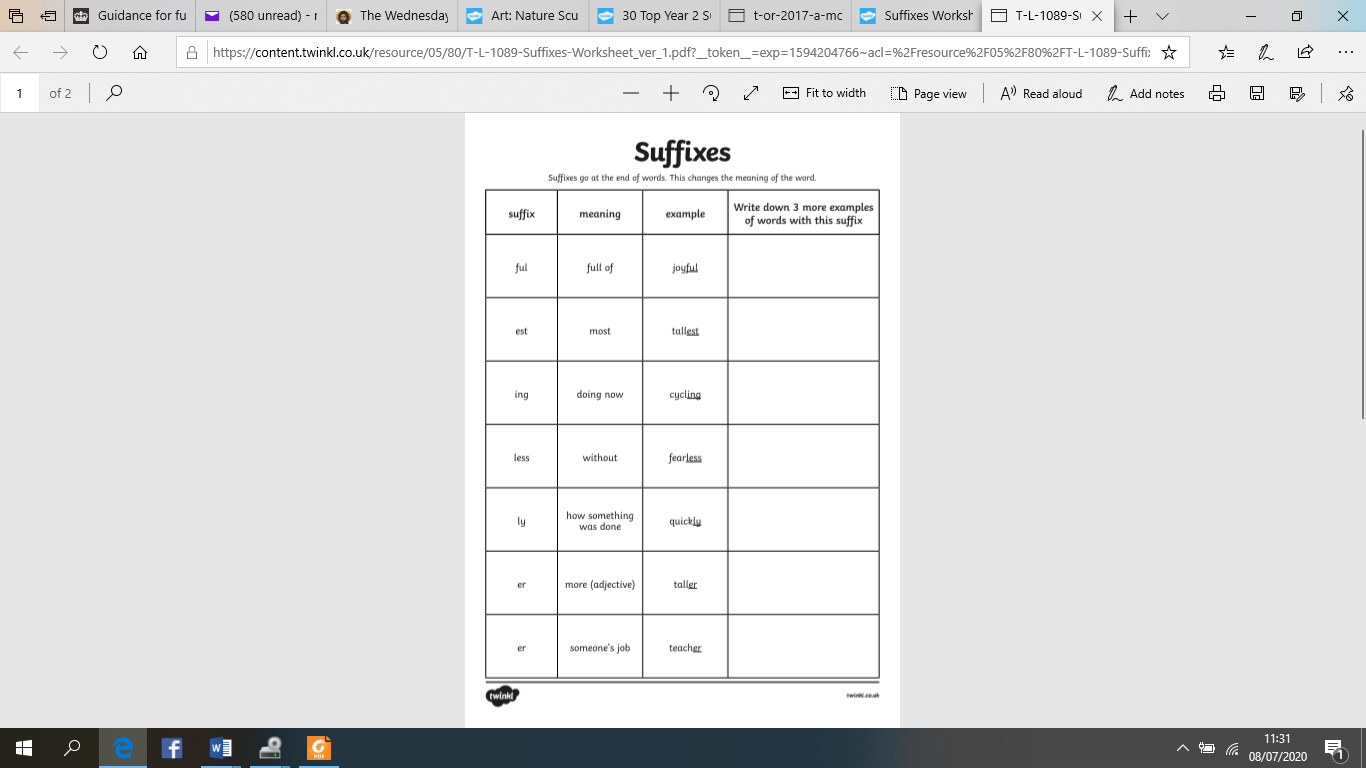 Guidance for fu
(580 unread) - r
The Wednesday
Art: Nature Scu
30 Top Year 2 Su
t-or-2017-a-mc
Suffixes Worksh
T-L-1089-Su
https://content.twinkl.co.uk/resource/05/80/T-L-1089-Suffixes-Worksheet_ver_1.pdf?__token__=exp=1594204766~acl=%2Fresource%2F05%2F80%2FT-L-1089-Suffi
1 of 2
Fit to width
Page view
Read aloud
Add notes
Suffixes
Suffixes go at the end of words. This changes the meaning of the word.
suffix
meaning
example
Write down 3 more examples
of words with this suffix
ful
full of
joyful
est
most
tallest
ing
doing now
cycling
less
without
fearless
ly
how something
was done
quickly
er
more (adjective)
taller
er
someone's job
teacher
twinkl
twinkl.co.uk
11:31
08/07/2020
1